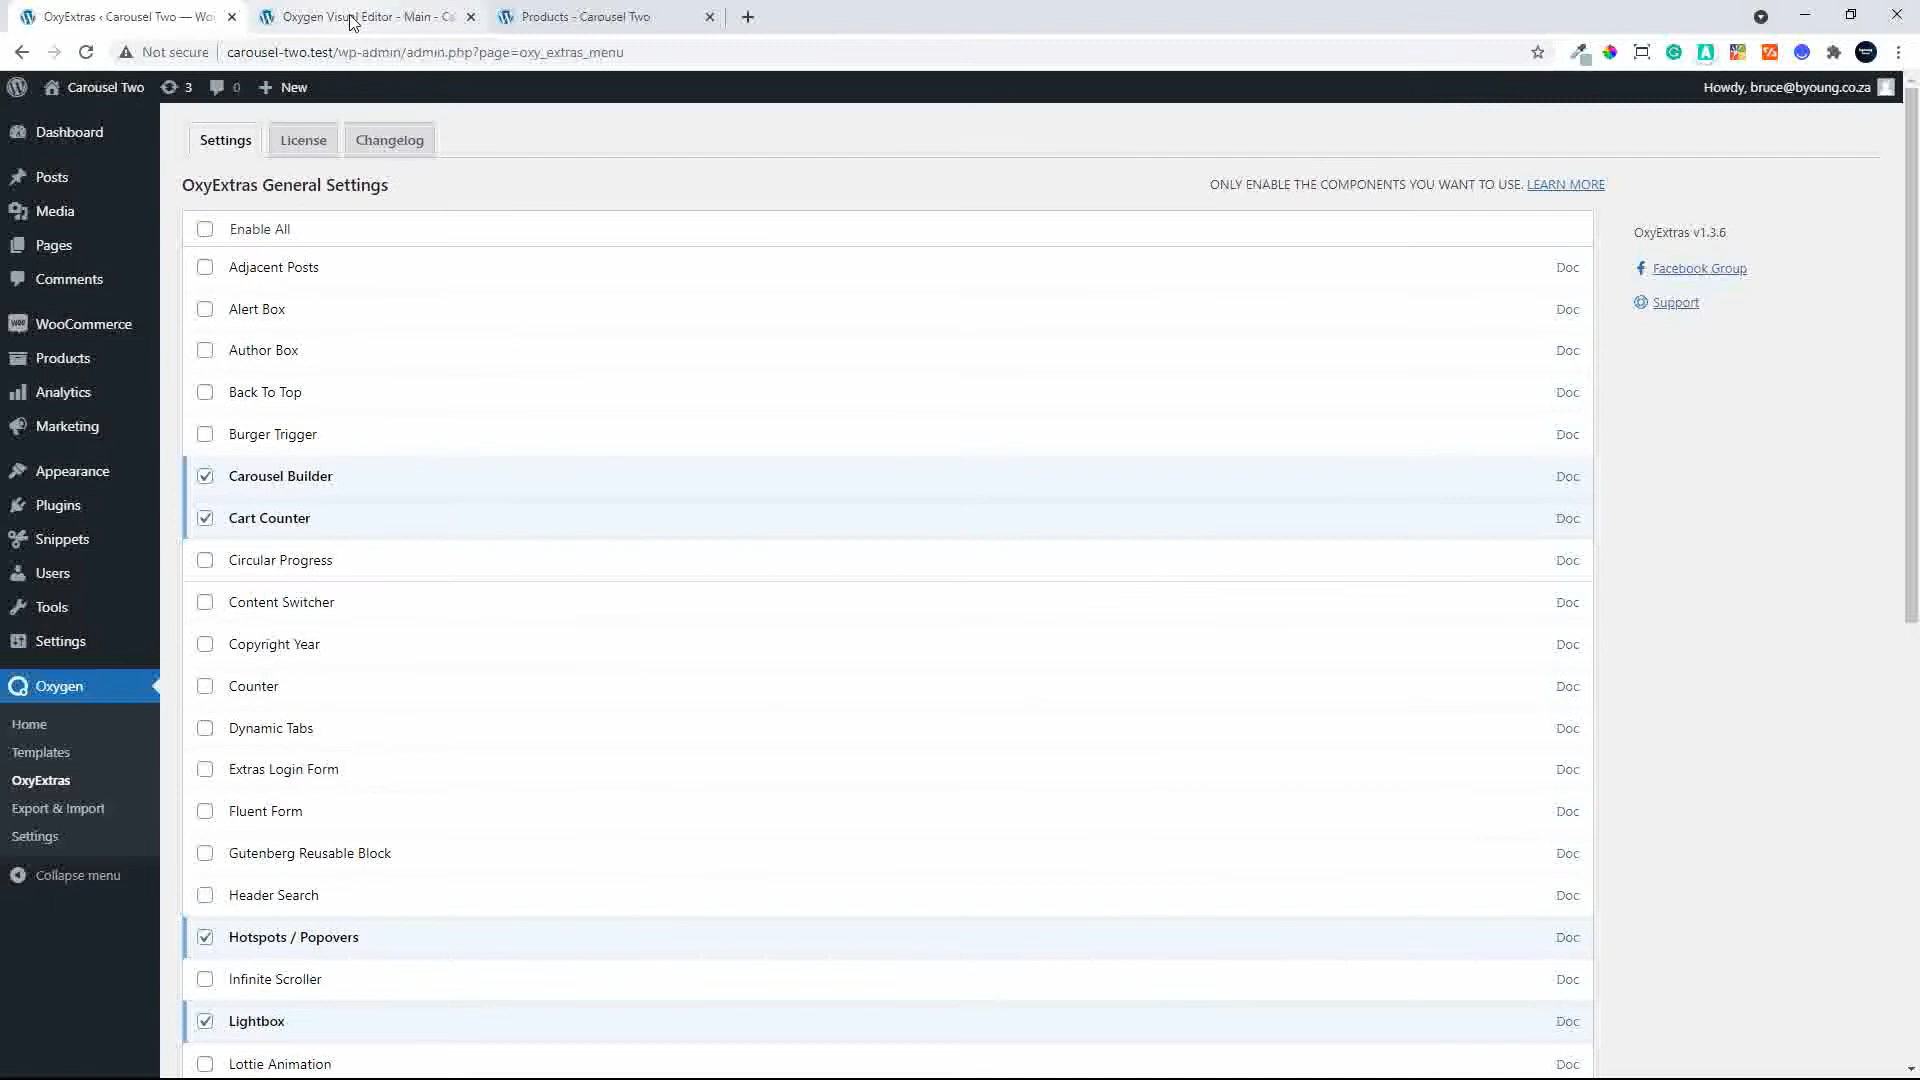 OxyExtras ‹ Carousel Two — Wo
Oxygen Visual Editor - Main - Ca
Products - Carousel Two
Not secure
carousel-two.test/wp-admin/admin.php?page=oxy_extras_menu
Carousel Two
3
0
New
Howdy, bruce@byoung.co.za
Dashboard
Posts
Media
Pages
Comments
WooCommerce
Products
Analytics
Marketing
Appearance
Plugins
Snippets
Users
Tools
Settings
Oxygen
Home
Templates
OxyExtras
Export & Import
Settings
Collapse menu
Settings
License
Changelog
OxyExtras General Settings
ONLY ENABLE THE COMPONENTS YOU WANT TO USE. LEARN MORE
Enable All
Adjacent Posts Doc
Alert Box Doc
Author Box Doc
Back To Top Doc
Burger Trigger Doc
Carousel Builder Doc
Cart Counter Doc
Circular Progress Doc
Content Switcher Doc
Copyright Year Doc
Counter Doc
Dynamic Tabs Doc
Extras Login Form Doc
Fluent Form Doc
Gutenberg Reusable Block Doc
Header Search Doc
Hotspots / Popovers Doc
Infinite Scroller Doc
Lightbox Doc
Lottie Animation Doc
OxyExtras v1.3.6
Facebook Group
Support